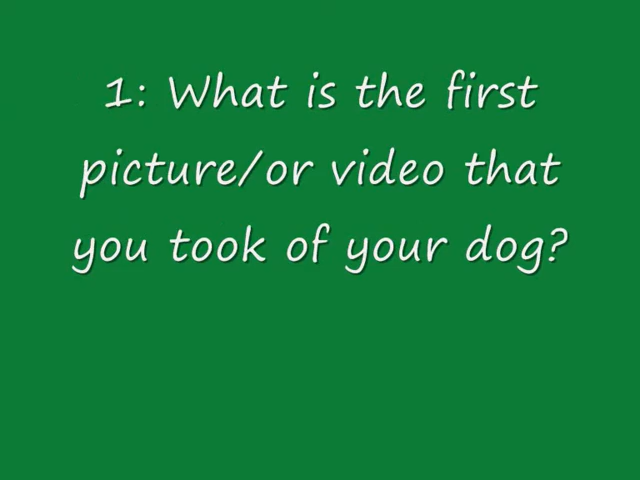 1: What is the first
picture/or video that
you took of your dog?